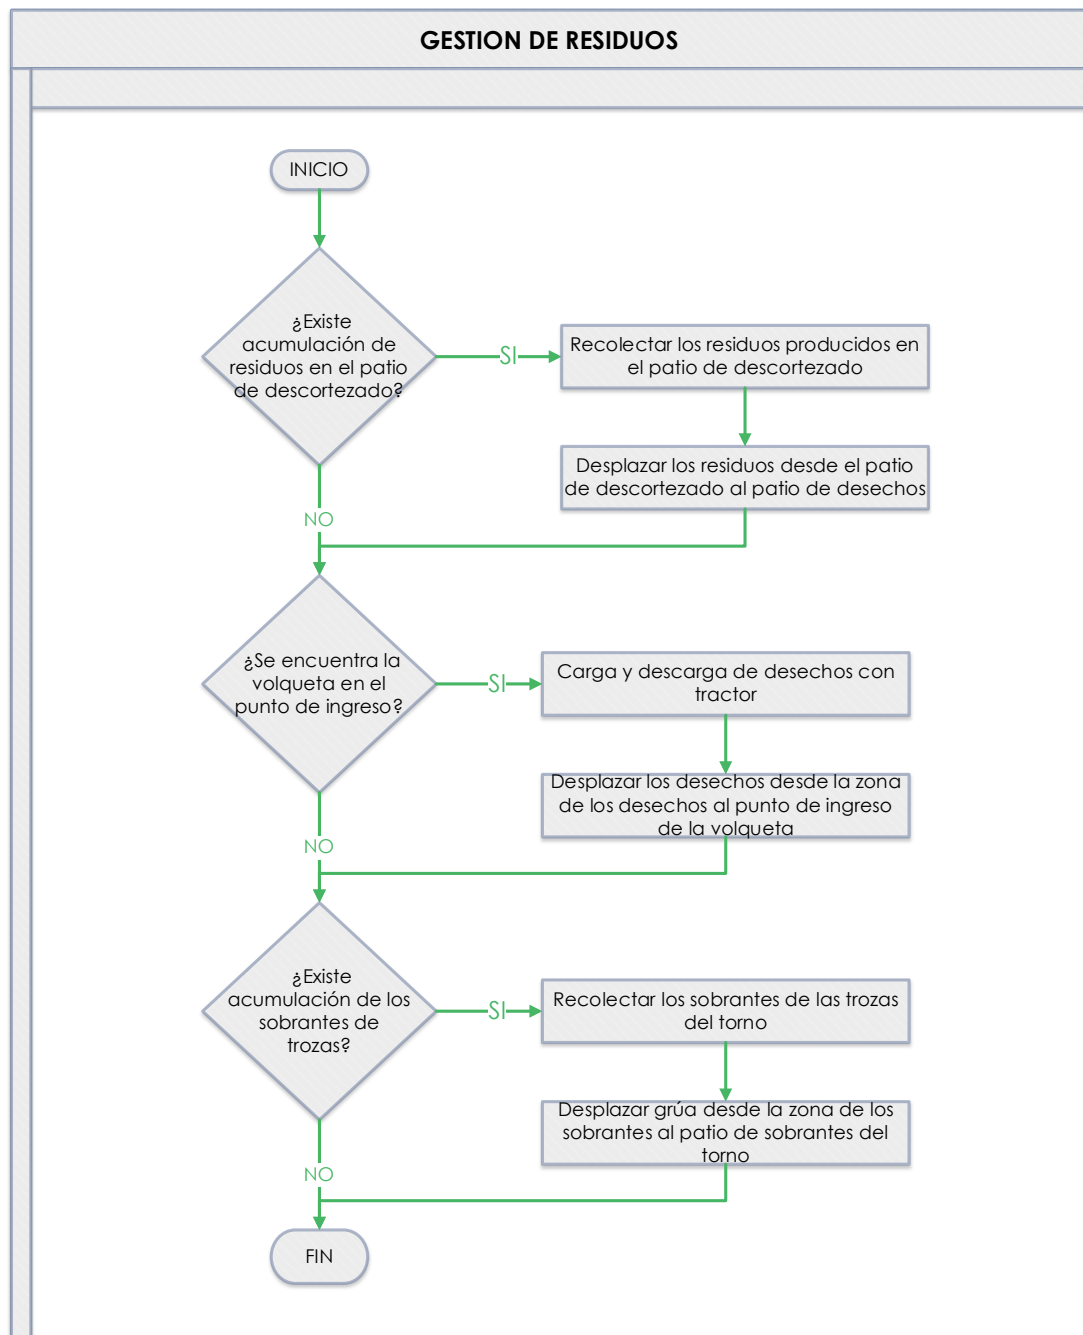 GESTION DE RESIDUOS
INICIO
¿Existe
acumulación de
residuos en el patio
de descortezado?
SI
Recolectar los residuos producidos en
el patio de descortezado
Desplazar los residuos desde el patio
de descortezado al patio de desechos
NO
¿Se encuentra la
volqueta en el
punto de ingreso?
SI
Carga y descarga de desechos con
tractor
Desplazar los desechos desde la zona
de los desechos al punto de ingreso
de la volqueta
NO
¿Existe
acumulación de los
sobrantes de
trozas?
SI
Recolectar los sobrantes de las trozas
del torno
Desplazar grúa desde la zona de los
sobrantes al patio de sobrantes del
torno
NO
FIN